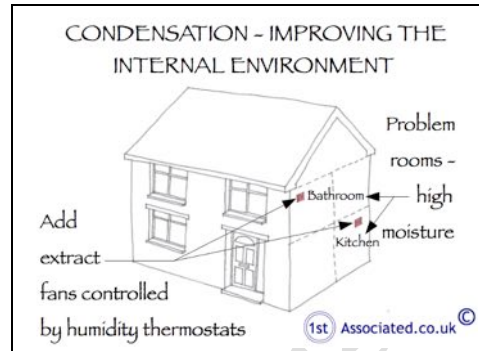 CONDENSATION - IMPROVING THE
INTERNAL ENVIRONMENT
Problem
rooms -
high
moisture
Bathroom
Kitchen
Add
extract
fans controlled
by humidity thermostats
1st Associated.co.uk ©